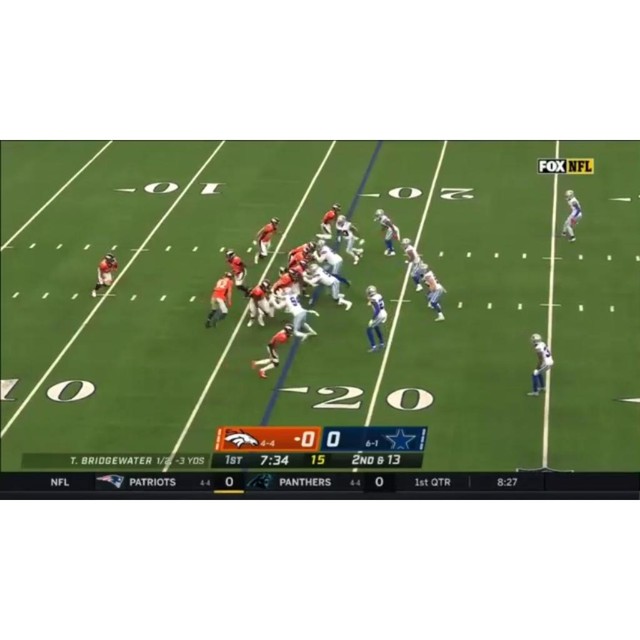 FOX NFL
10
20
10
20
4-4 0 0 6-1
T. BRIDGEWATER 1/2, -3 YDS 1ST 7:34 15 2ND & 13
NFL PATRIOTS 4-4 0 PANTHERS 4-4 0 1st QTR 8:27